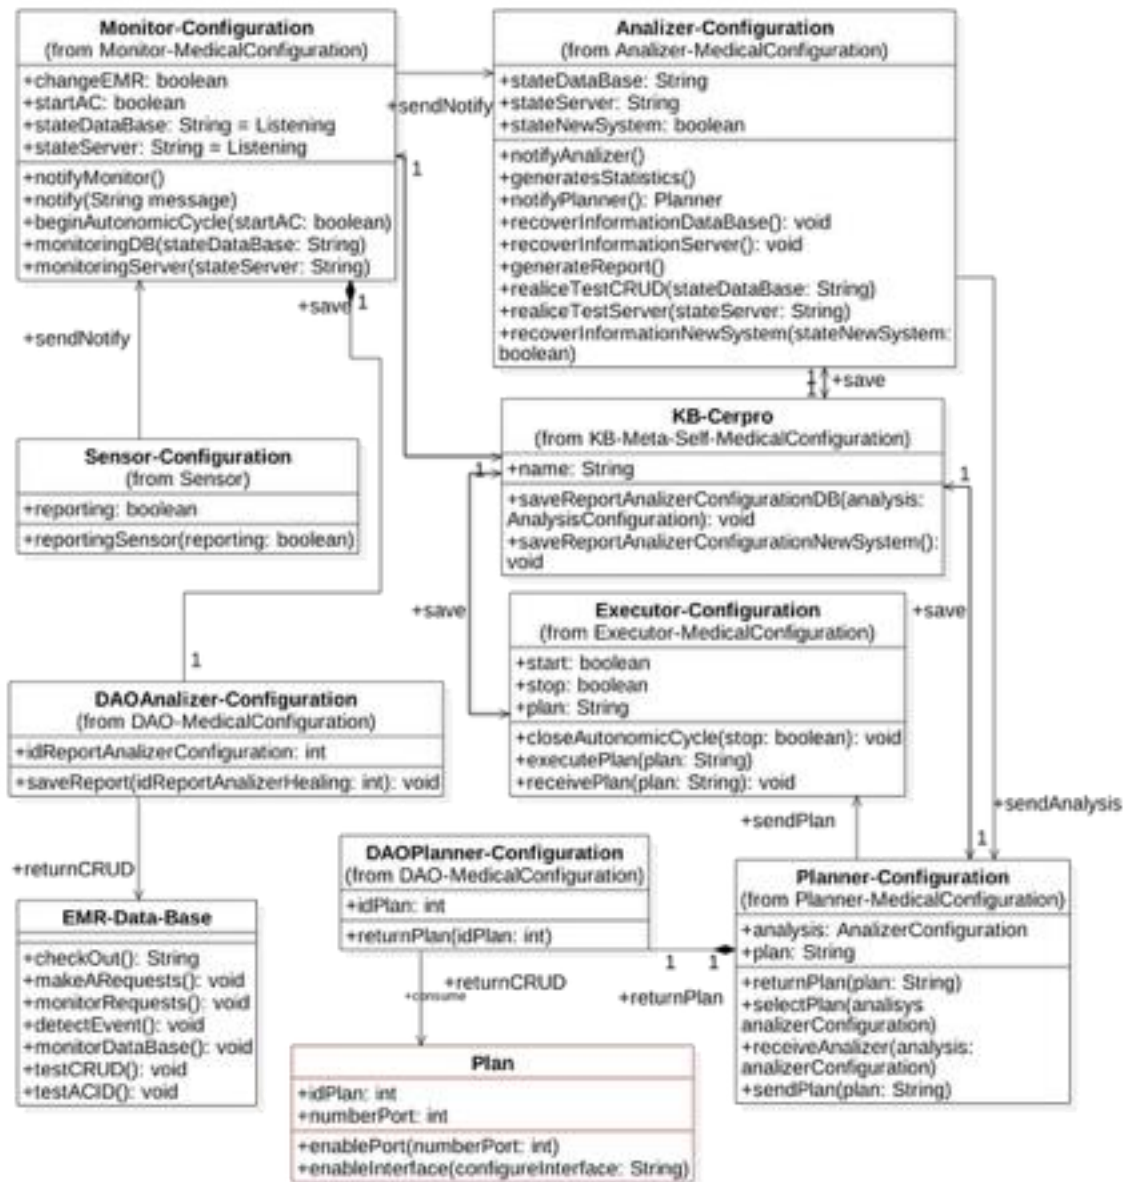 Monitor-Configuration
(from Monitor-MedicalConfiguration)
+changeEMR: boolean
+startAC: boolean
+stateDataBase: String = Listening
+stateServer: String = Listening
+notifyMonitor()
+notify(String message)
+beginAutonomicCycle(startAC: boolean)
+monitoringDB(stateDataBase: String)
+monitoringServer(stateServer: String)
+sendNotify
Analizer-Configuration
(from Analizer-MedicalConfiguration)
+stateDataBase: String
+stateServer: String
+stateNewSystem: boolean
+notifyAnalizer()
+generatesStatistics()
+notifyPlanner(): Planner
+recoverInformationDataBase(): void
+recoverInformationServer(): void
+generateReport()
+realiceTestCRUD(stateDataBase: String)
+realiceTestServer(stateServer: String)
+recoverInformationNewSystem(stateNewSystem:
boolean)
1
+save
1
+sendNotify
1
1
+save
Sensor-Configuration
(from Sensor)
+reporting: boolean
+reportingSensor(reporting: boolean)
KB-Cerpro
(from KB-Meta-Self-MedicalConfiguration)
+name: String
+saveReportAnalizerConfigurationDB(analysis:
AnalysisConfiguration): void
+saveReportAnalizerConfigurationNewSystem():
void
1
1
+save
+save
Executor-Configuration
(from Executor-MedicalConfiguration)
+start: boolean
+stop: boolean
+plan: String
+closeAutonomicCycle(stop: boolean): void
+executePlan(plan: String)
+receivePlan(plan: String): void
1
DAOAnalizer-Configuration
(from DAO-MedicalConfiguration)
+idReportAnalizerConfiguration: int
+saveReport(idReportAnalizerHealing: int): void
+sendPlan
+sendAnalysis
1
+returnCRUD
DAOPlanner-Configuration
(from DAO-MedicalConfiguration)
+idPlan: int
+returnPlan(idPlan: int)
1
1
+returnPlan
+returnCRUD
+consume
Planner-Configuration
(from Planner-MedicalConfiguration)
+analysis: AnalizerConfiguration
+plan: String
+returnPlan(plan: String)
+selectPlan(analisys
analizerConfiguration)
+receiveAnalizer(analysis:
analizerConfiguration)
+sendPlan(plan: String)
EMR-Data-Base
+checkOut(): String
+makeARequests(): void
+monitorRequests(): void
+detectEvent(): void
+monitorDataBase(): void
+testCRUD(): void
+testACID(): void
Plan
+idPlan: int
+numberPort: int
+enablePort(numberPort: int)
+enableInterface(configureInterface: String)